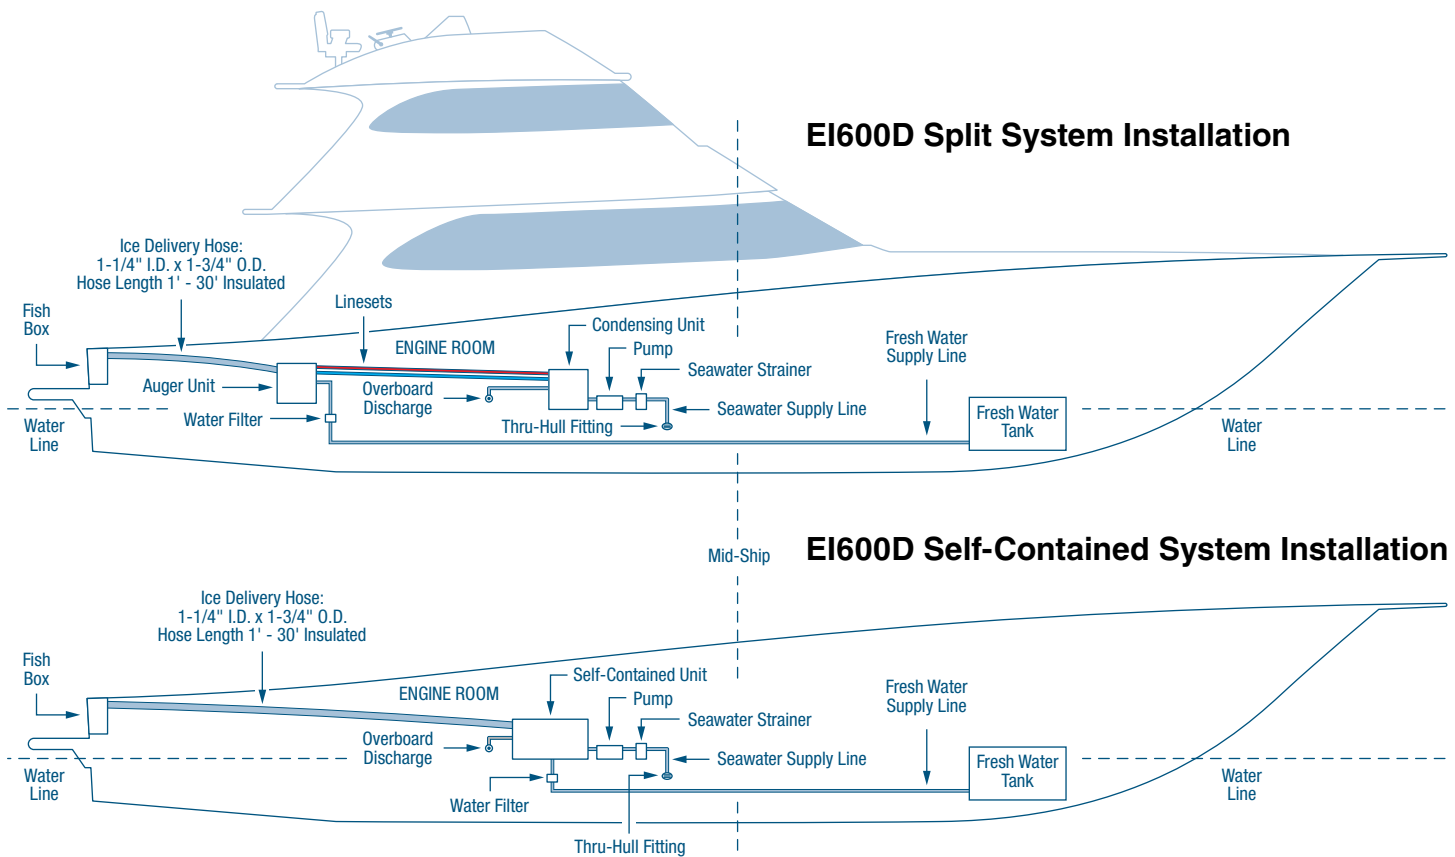 EI600D Split System Installation
Ice Delivery Hose:
1-1/4" I.D. x 1-3/4" O.D.
Hose Length 1' - 30' Insulated
Fish
Box
Linesets
ENGINE ROOM
Condensing Unit
Pump
Seawater Strainer
Fresh Water
Supply Line
Auger Unit
Overboard
Discharge
Seawater Supply Line
Water Filter
Thru-Hull Fitting
Fresh Water
Tank
Water
Line
Water
Line
Mid-Ship
EI600D Self-Contained System Installation
Ice Delivery Hose:
1-1/4" I.D. x 1-3/4" O.D.
Hose Length 1' - 30' Insulated
Fish
Box
ENGINE ROOM
Self-Contained Unit
Pump
Seawater Strainer
Fresh Water
Supply Line
Overboard
Discharge
Seawater Supply Line
Fresh Water
Tank
Water
Line
Water Filter
Water
Line
Thru-Hull Fitting